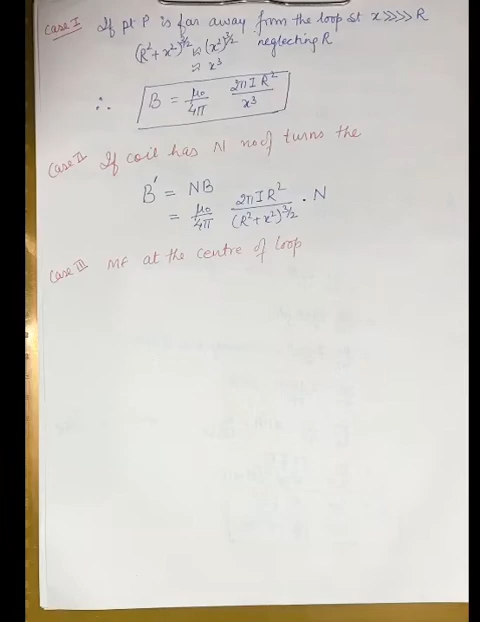 Case I If pt P is far away from the loop st x >>>> R
(R² + x²)^3/2 ≈ (x²)^3/2 neglecting R
≈ x³
∴ B = μ₀/4π 2πIR²/x³
Case II If coil has N no of turns the
B' = NB
= μ₀/4π 2πIR²/(R²+x²)^3/2 . N
Case III MF at the centre of loop